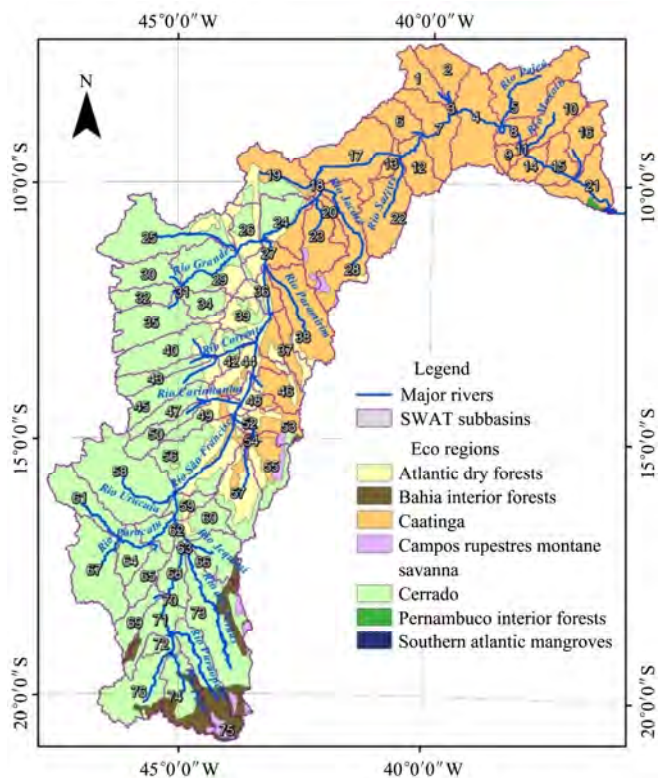 45°0'0"W
40°0'0"W
N
2
1
Rio Pajeú
3
5
10
6
4
Rio Moxotó
7
8
16
17
11
13
12
9
14
15
10°0'0"S
10°0'0"S
19
18
21
Rio Jacaré
20
Rio Salitre
22
24
25
26
23
27
28
30
Rio Grande
29
31
32
36
34
Rio Paramirim
35
39
38
Rio Corrente
40
37
42
44
43
46
Rio Carinhanha
45
47
48
49
52
53
50
54
15°0'0"S
15°0'0"S
56
55
Rio São Francisco
58
57
61
Rio Urucuia
59
60
Rio Paracatu
62
63
67
64
66
65
68
70
73
69
71
72
76
74
75
20°0'0"S
20°0'0"S
Legend
Major rivers
SWAT subbasins
Eco regions
Atlantic dry forests
Bahia interior forests
Caatinga
Campos rupestres montane
savanna
Cerrado
Pernambuco interior forests
Southern atlantic mangroves
45°0'0"W
40°0'0"W